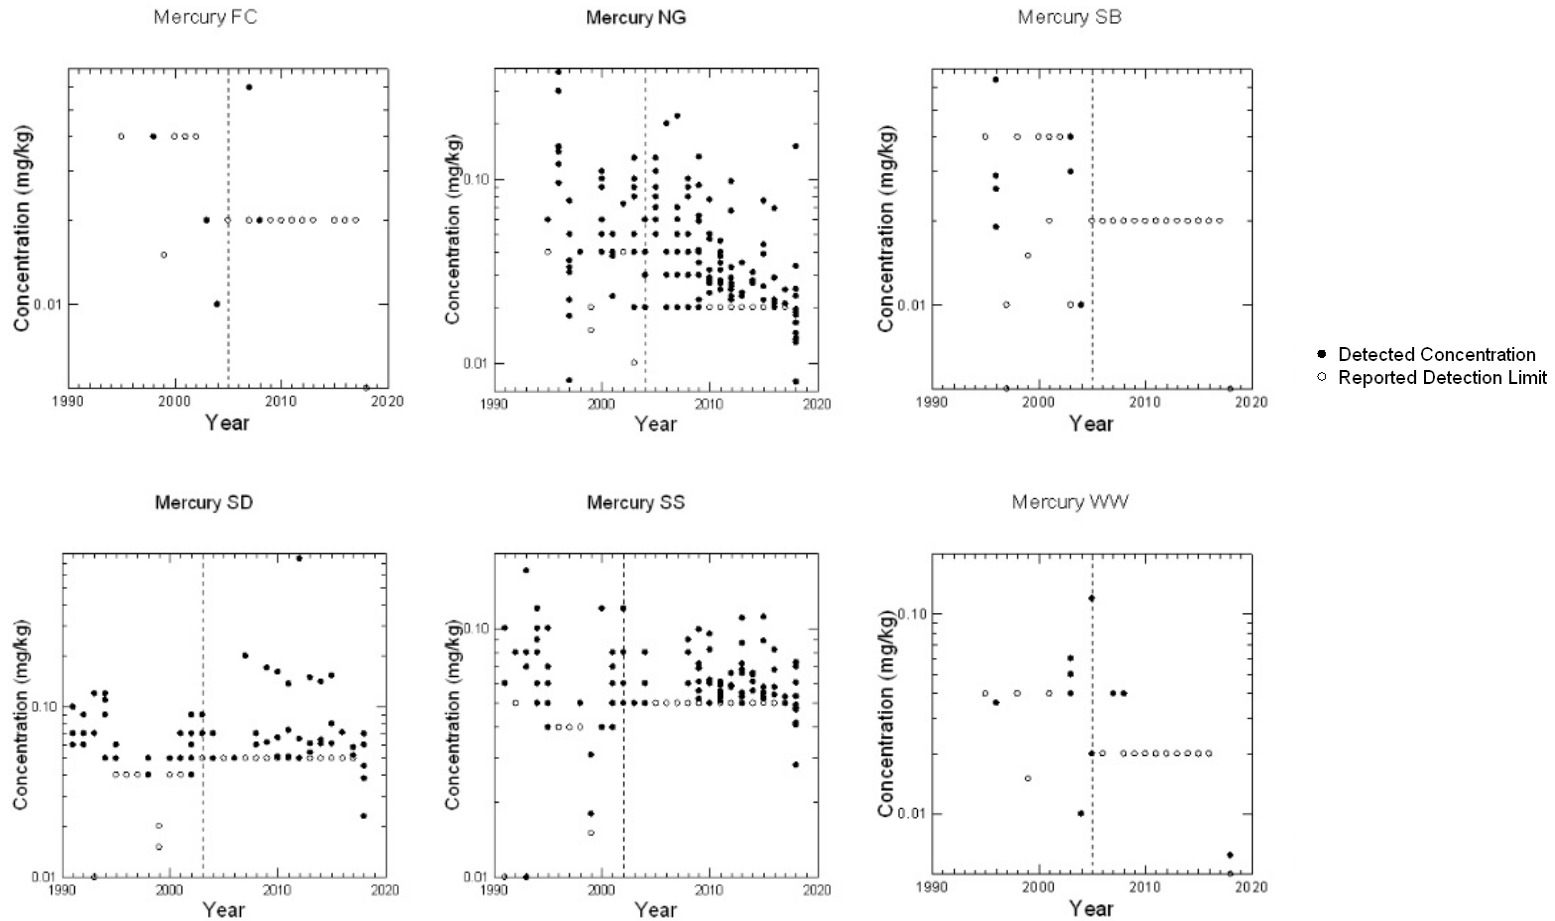 Mercury FC
Mercury NG
Mercury SB
Concentration (mg/kg)
0.01
1990
2000
2010
2020
Year
Concentration (mg/kg)
0.10
0.01
1990
2000
2010
2020
Year
Concentration (mg/kg)
0.01
1990
2000
2010
2020
Year
Detected Concentration
Reported Detection Limit
Mercury SD
Mercury SS
Mercury WW
Concentration (mg/kg)
0.10
0.01
1990
2000
2010
2020
Year
Concentration (mg/kg)
0.10
0.01
1990
2000
2010
2020
Year
Concentration (mg/kg)
0.10
0.01
1990
2000
2010
2020
Year